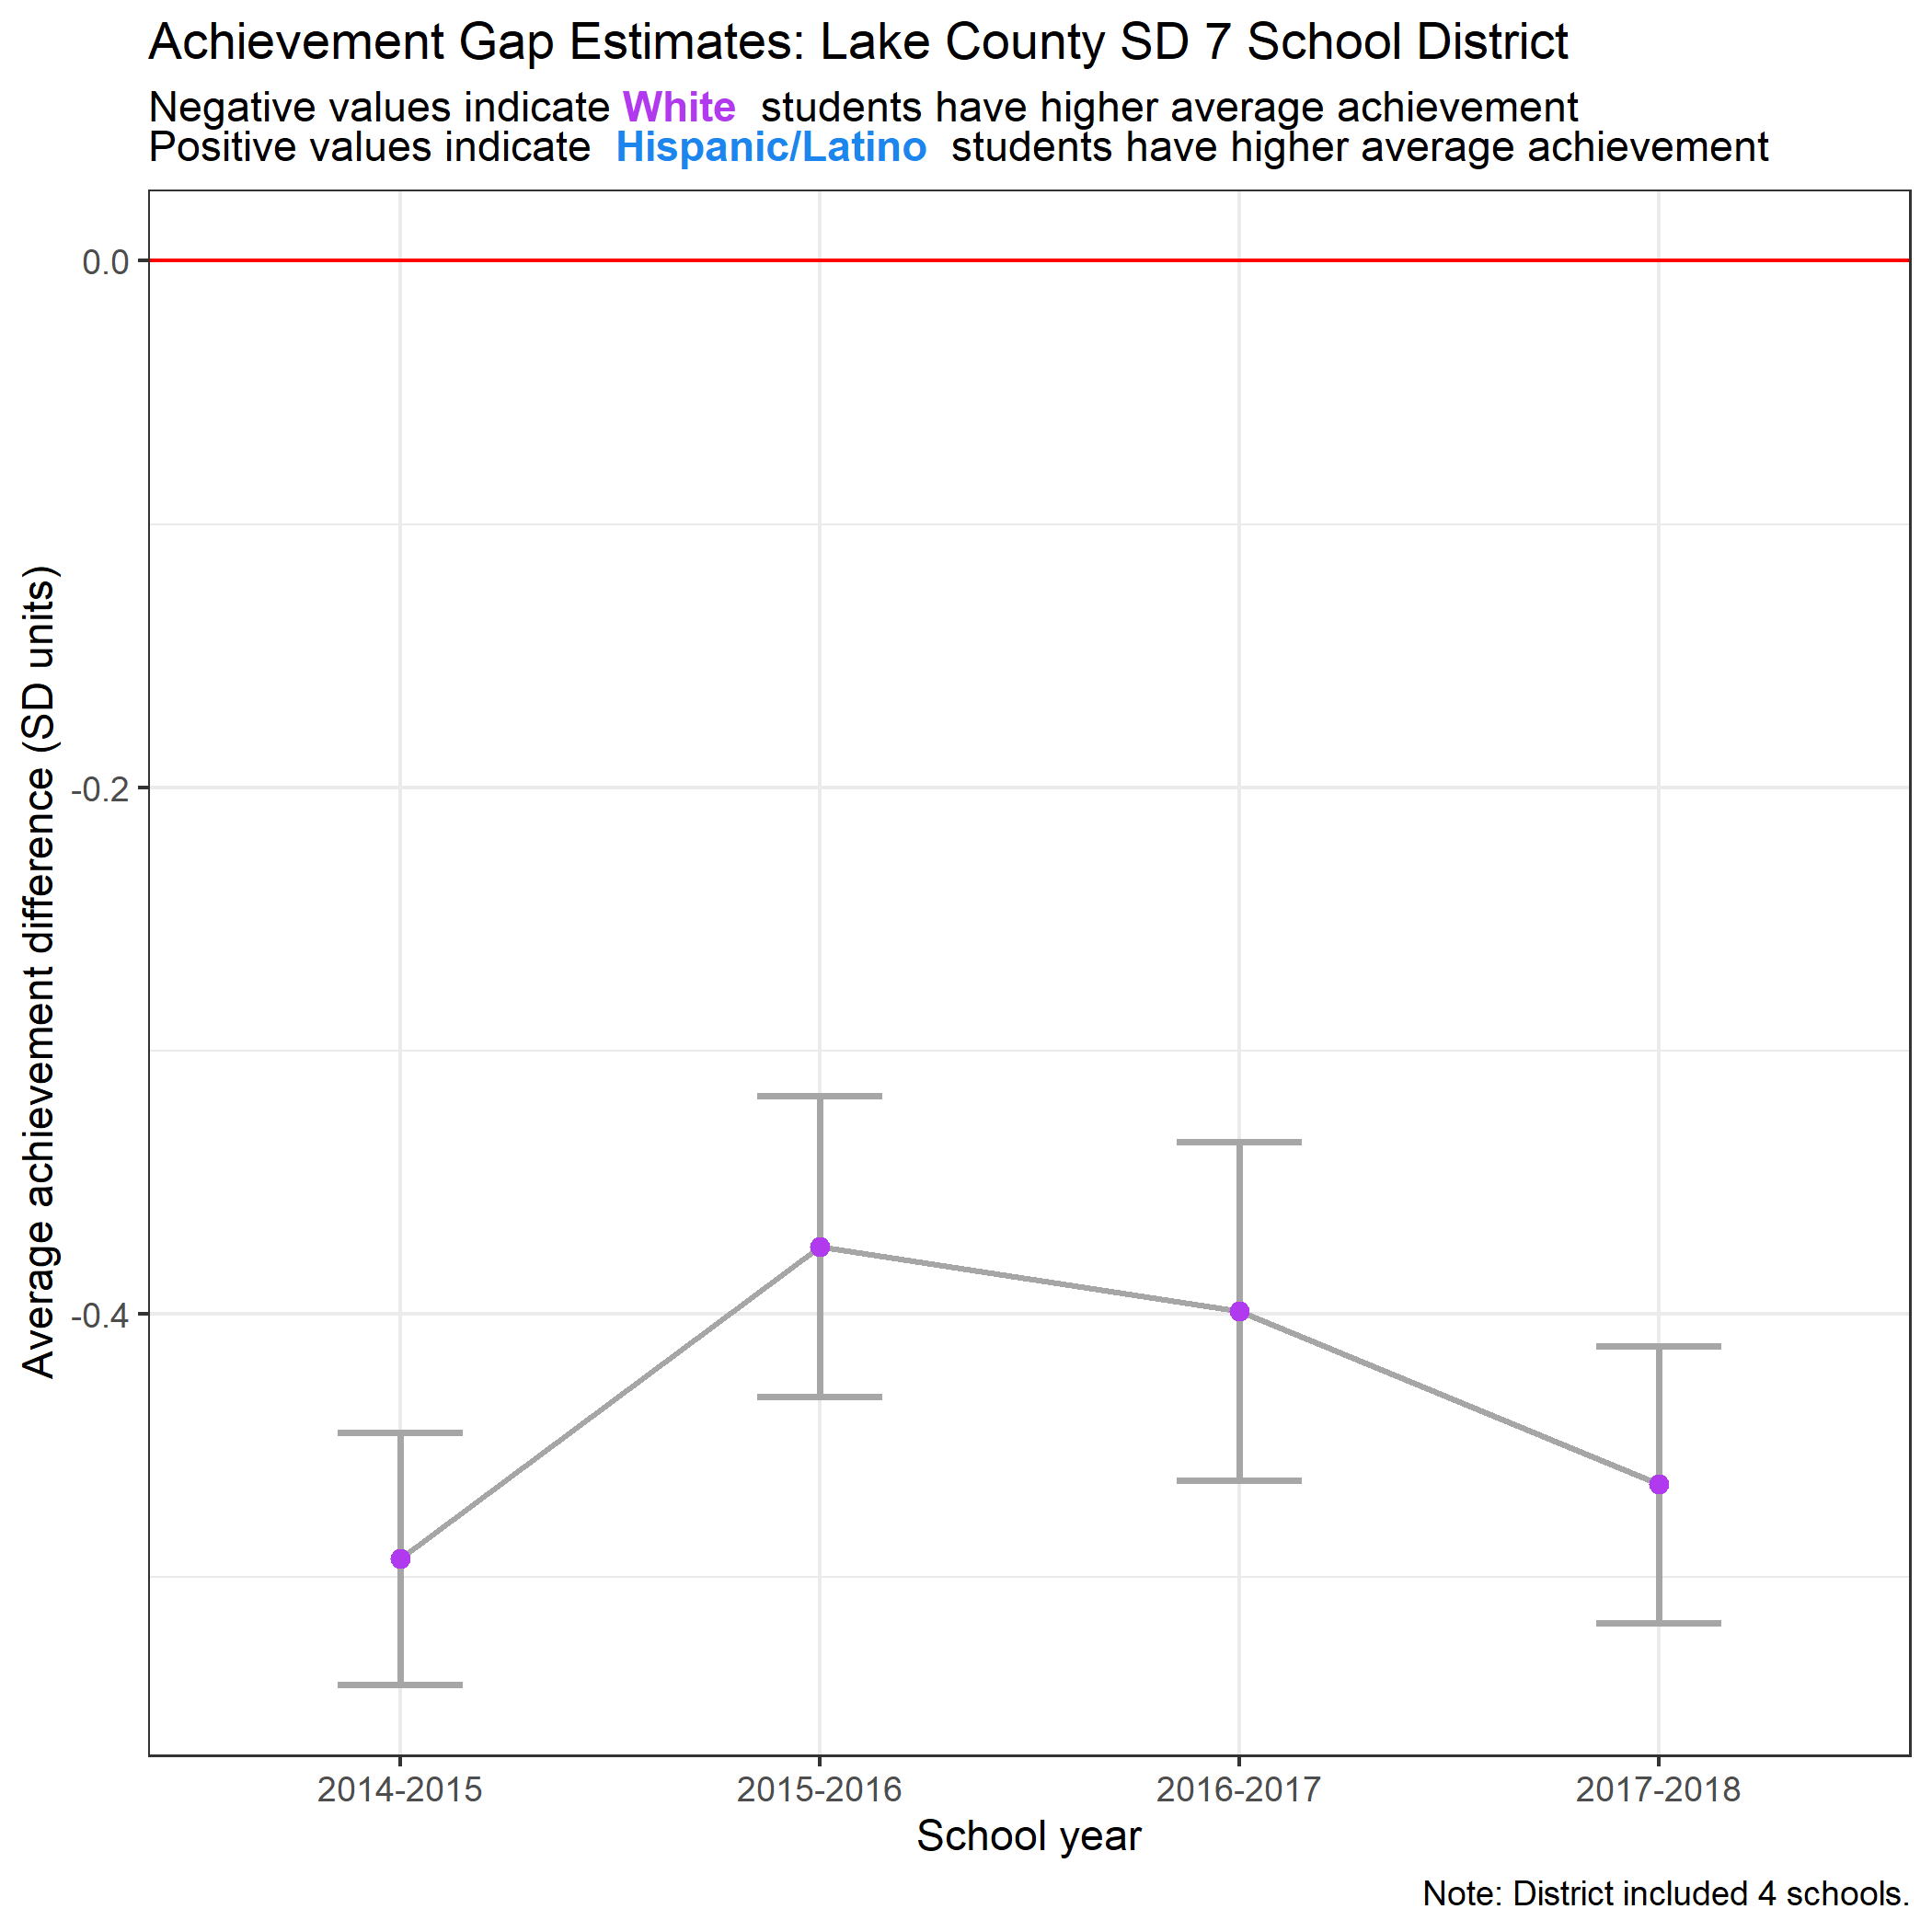 Achievement Gap Estimates: Lake County SD 7 School District
Negative values indicate White students have higher average achievement
Positive values indicate Hispanic/Latino students have higher average achievement
Average achievement difference (SD units)
0.0
-0.2
-0.4
2014-2015
2015-2016
2016-2017
2017-2018
School year
Note: District included 4 schools.